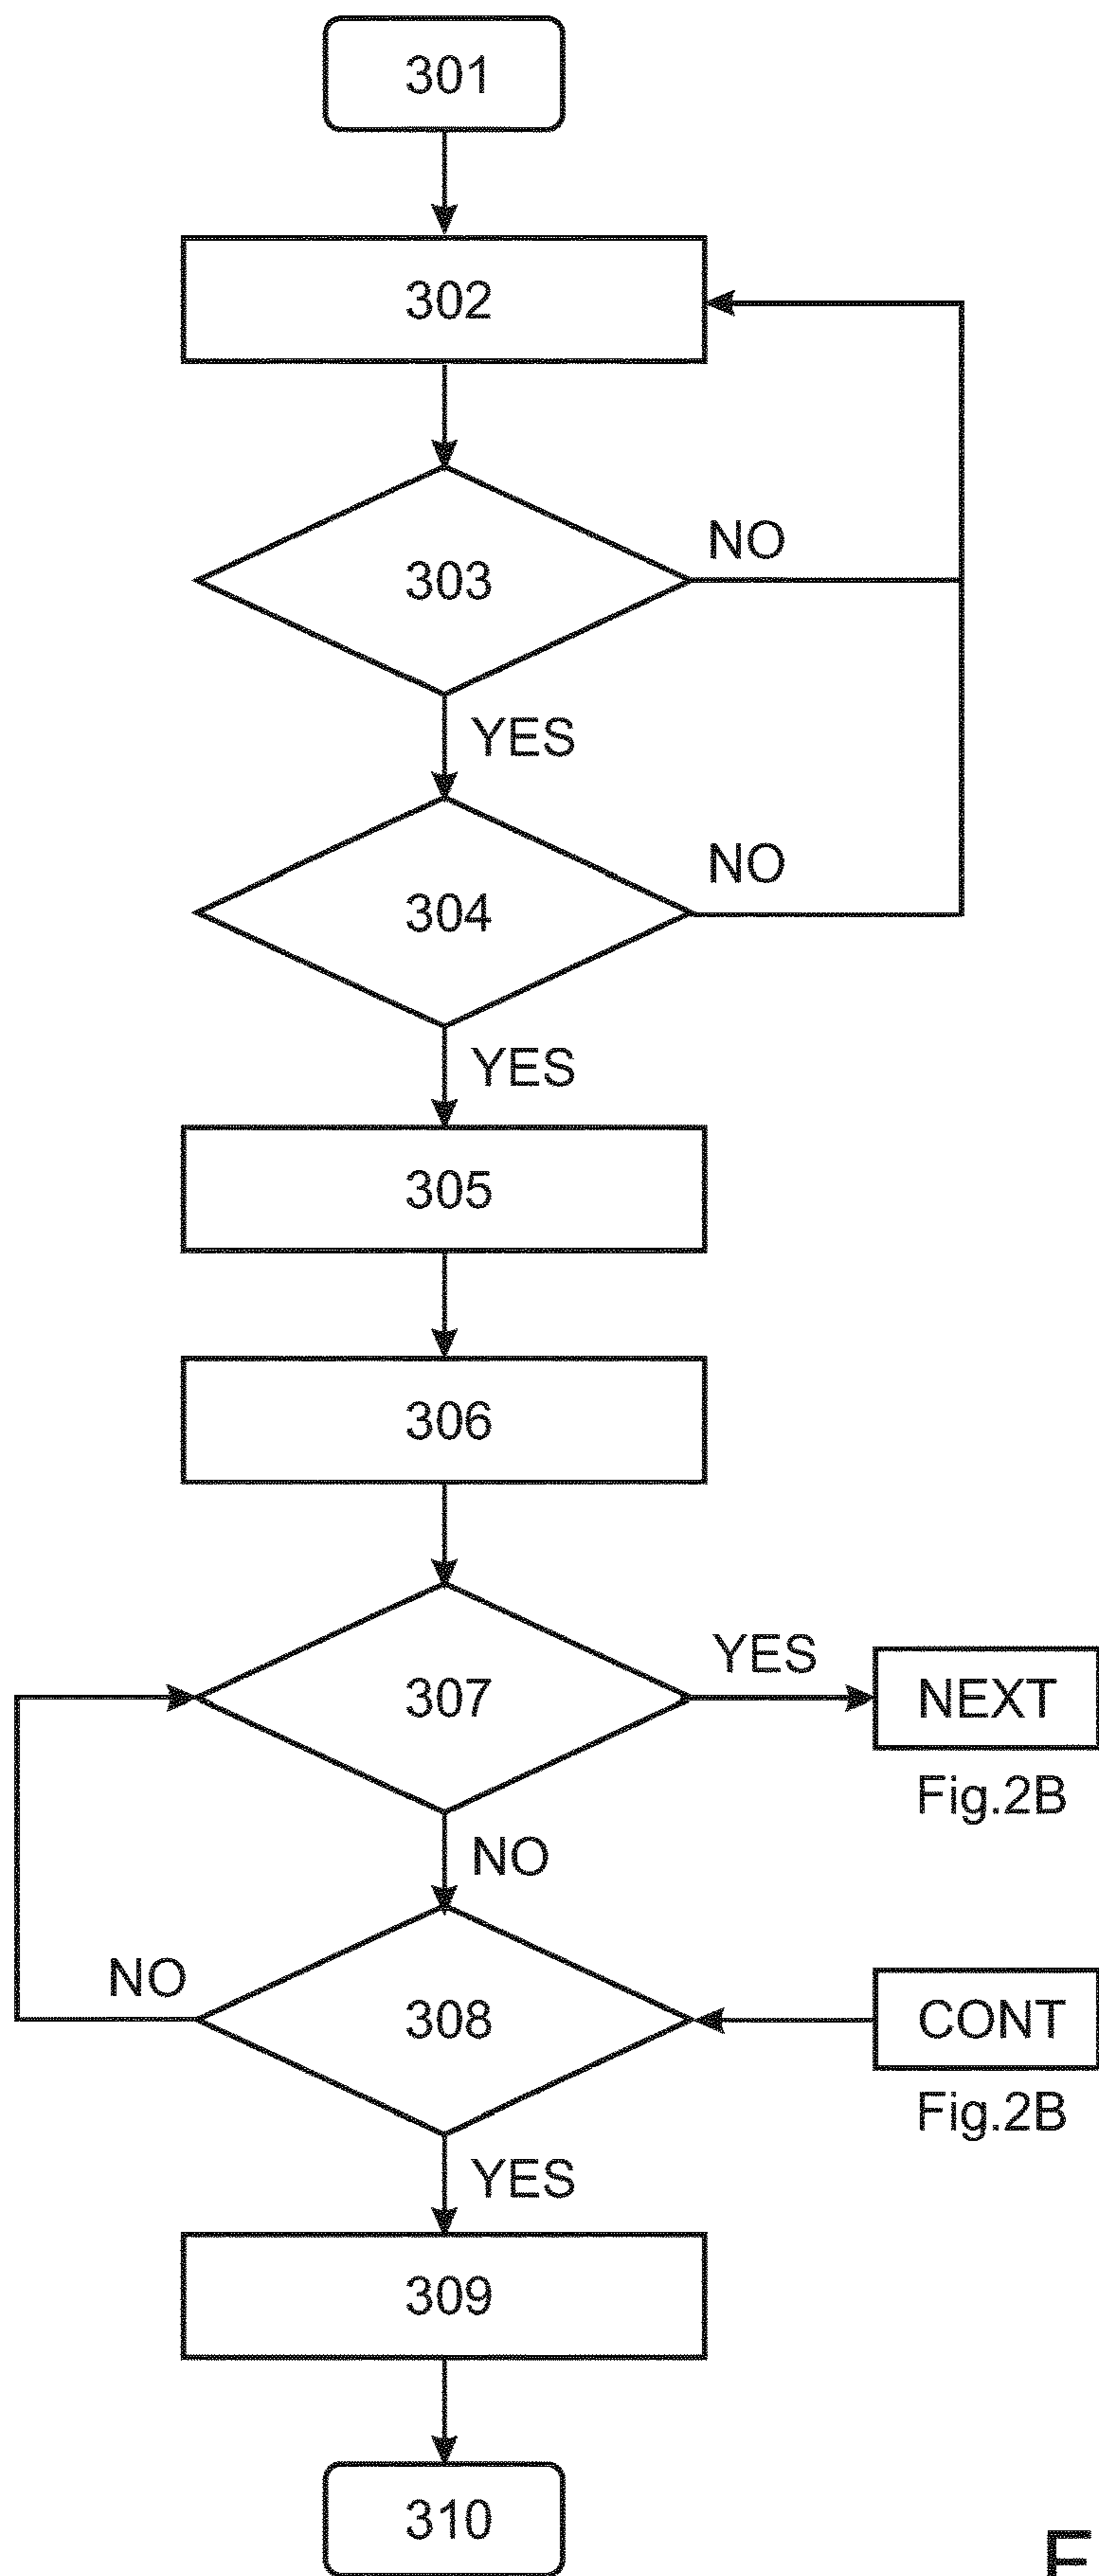 301
302
303
NO
YES
304
NO
YES
305
306
307
YES
NEXT
Fig.2B
NO
308
NO
CONT
Fig.2B
YES
309
310